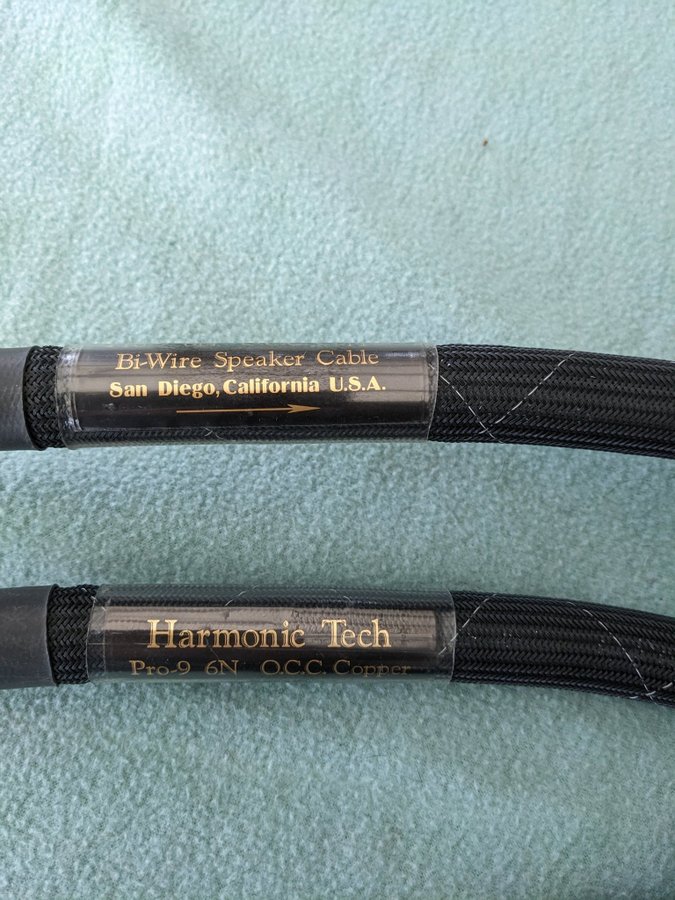 Bi-Wire Speaker Cable
San Diego, California U.S.A.
Harmonic Tech
Pro-9 6N O.C.C. Copper